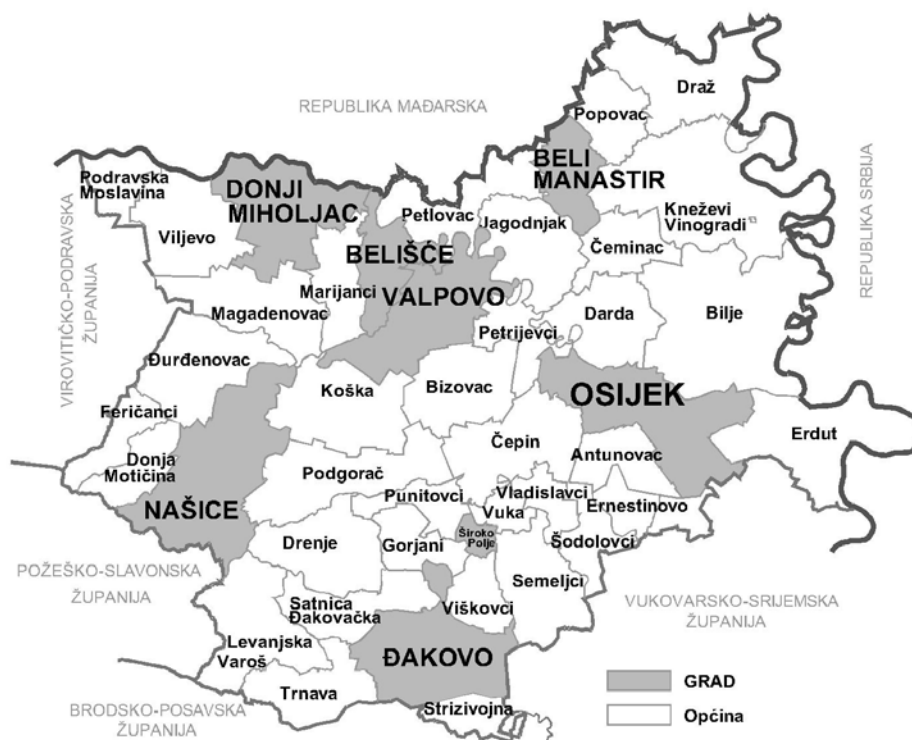 REPUBLIKA MAĐARSKA
Draž
Popovac
BELI
MANASTIR
Podravska
Moslavina
DONJI
MIHOLJAC
Petlovac
Jagodnjak
Kneževi
Vinogradi
Viljevo
BELIŠĆE
Čeminac
REPUBLIKA SRBIJA
VIROVITIČKO-PODRAVSKA
ŽUPANIJA
Marijanci
VALPOVO
Magadenovac
Petrijevci
Darda
Bilje
Đurđenovac
Koška
Bizovac
OSIJEK
Feričanci
Erdut
Donja
Motičina
Čepin
Antunovac
Podgorač
NAŠICE
Punitovci
Vladislavci
Vuka
Ernestinovo
Široko
Polje
Šodolovci
Drenje
Gorjani
Semeljci
POŽEŠKO-SLAVONSKA
ŽUPANIJA
Satnica
Đakovačka
Viškovci
VUKOVARSKO-SRIJEMSKA
ŽUPANIJA
Levanjska
Varoš
ĐAKOVO
Trnava
Strizivojna
BRODSKO-POSAVSKA
ŽUPANIJA
GRAD
Općina